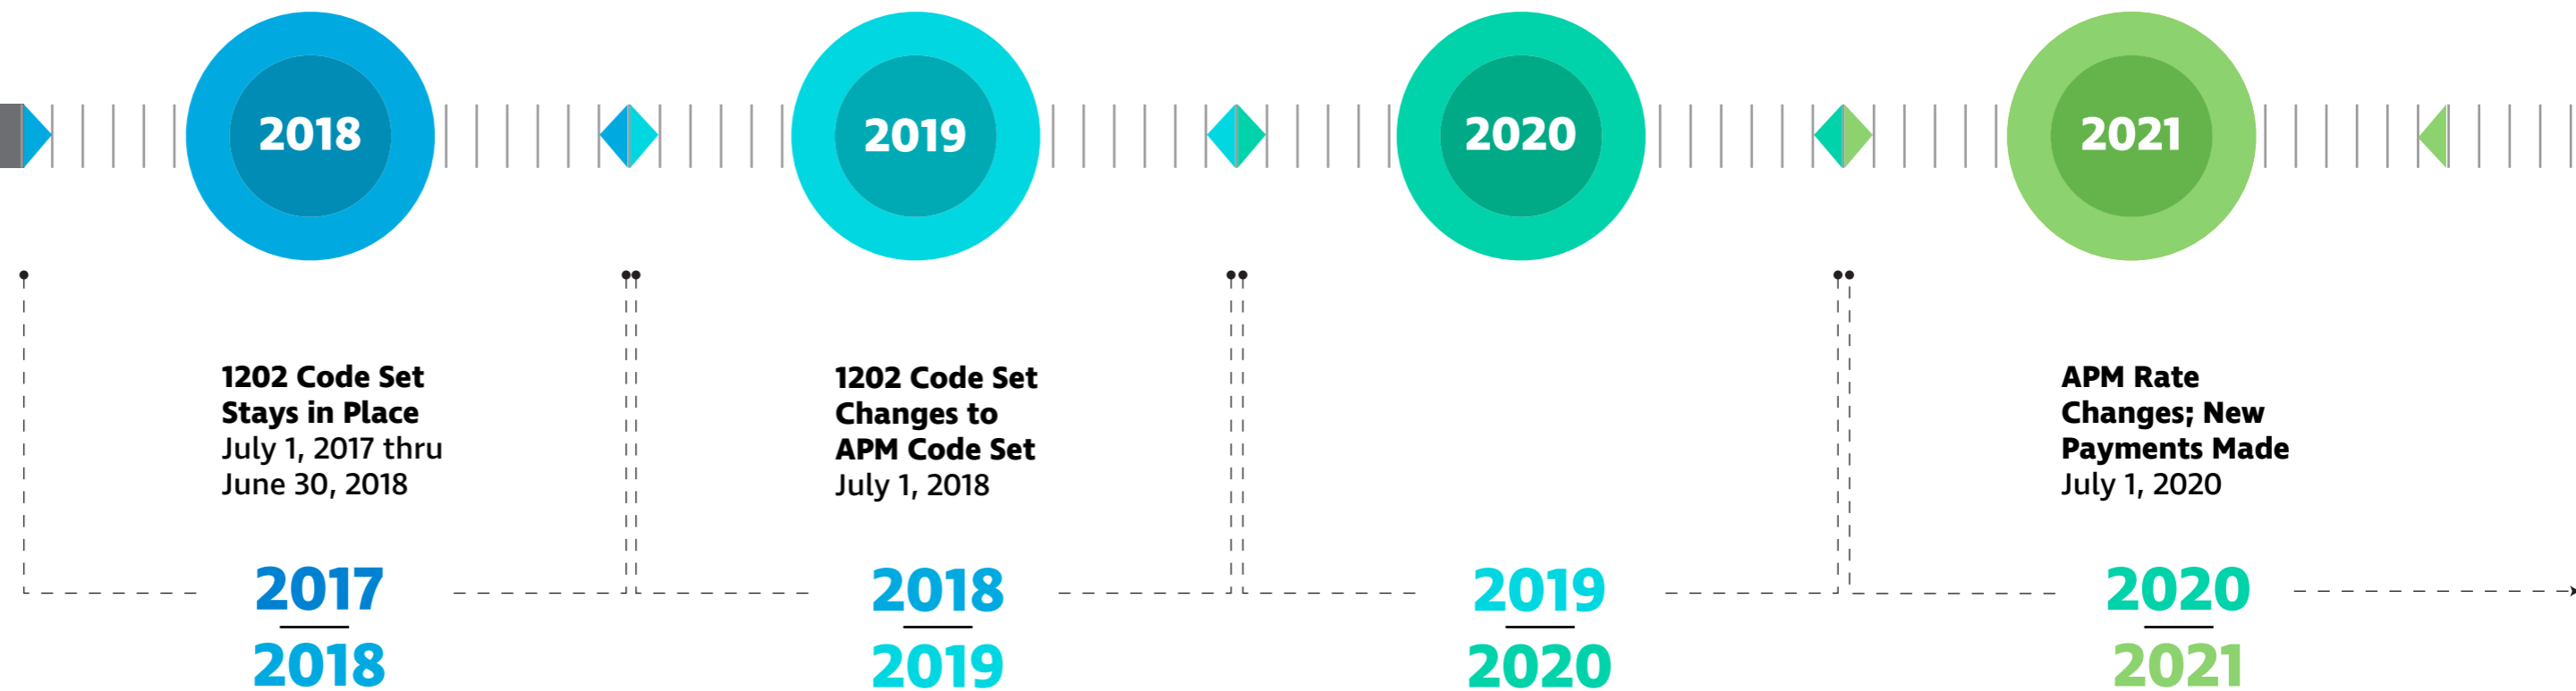 2018
2019
2020
2021
1202 Code Set
Stays in Place
July 1, 2017 thru
June 30, 2018
1202 Code Set
Changes to
APM Code Set
July 1, 2018
APM Rate
Changes; New
Payments Made
July 1, 2020
2017
2018
2018
2019
2019
2020
2020
2021